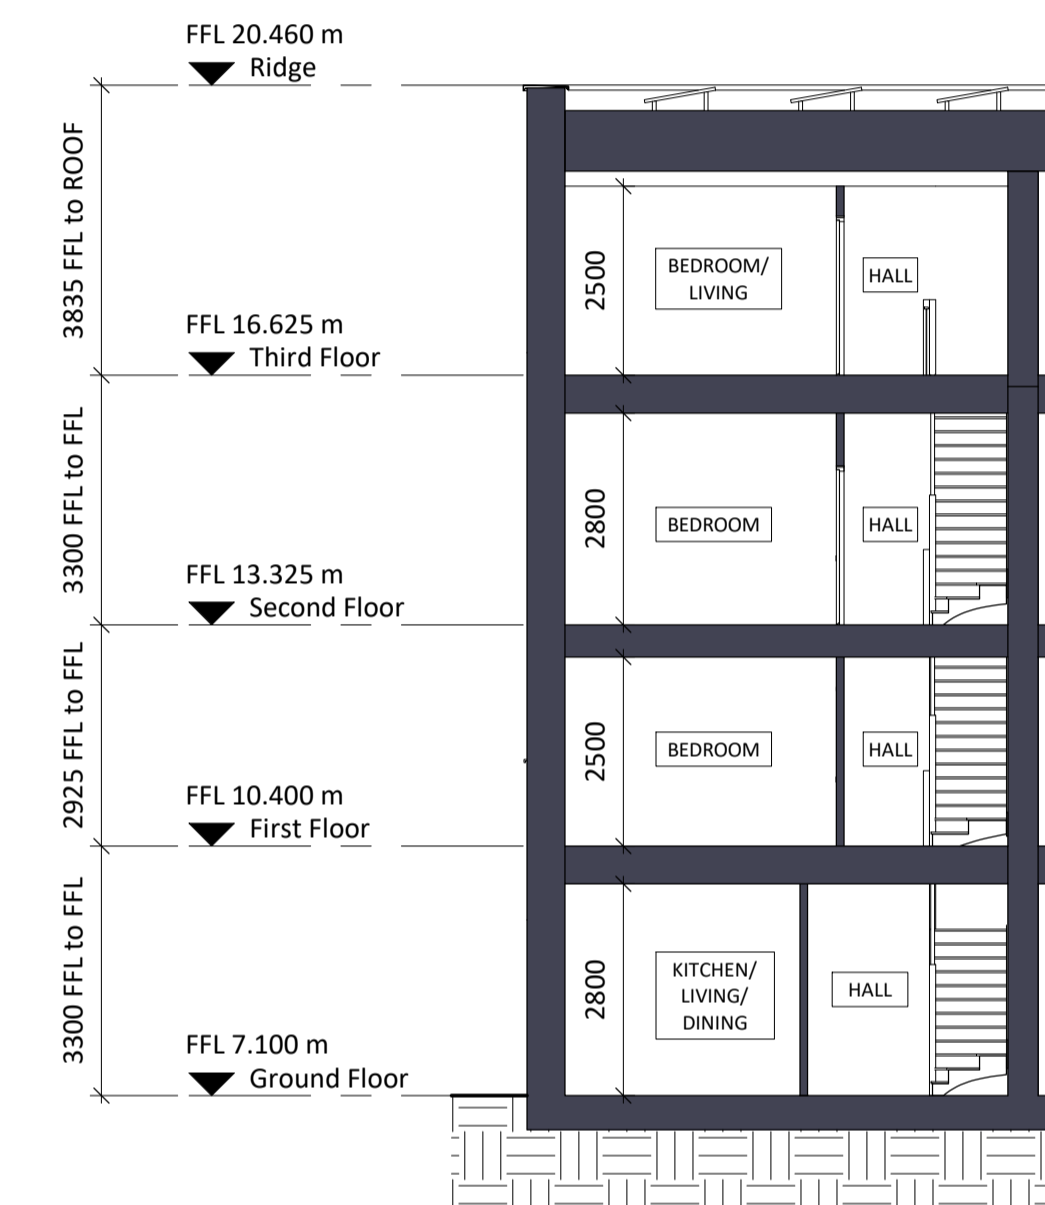 FFL 20.460 m
Ridge
3835 FFL to ROOF
2500
BEDROOM/
LIVING
HALL
FFL 16.625 m
Third Floor
3300 FFL to FFL
2800
BEDROOM
HALL
FFL 13.325 m
Second Floor
2925 FFL to FFL
2500
BEDROOM
HALL
FFL 10.400 m
First Floor
3300 FFL to FFL
2800
KITCHEN/
LIVING/
DINING
HALL
FFL 7.100 m
Ground Floor